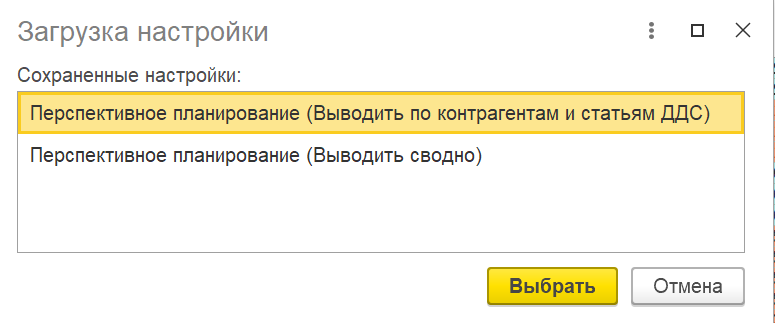 Загрузка настройки
Сохраненные настройки:
Перспективное планирование (Выводить по контрагентам и статьям ДДС)
Перспективное планирование (Выводить сводно)
Выбрать
Отмена